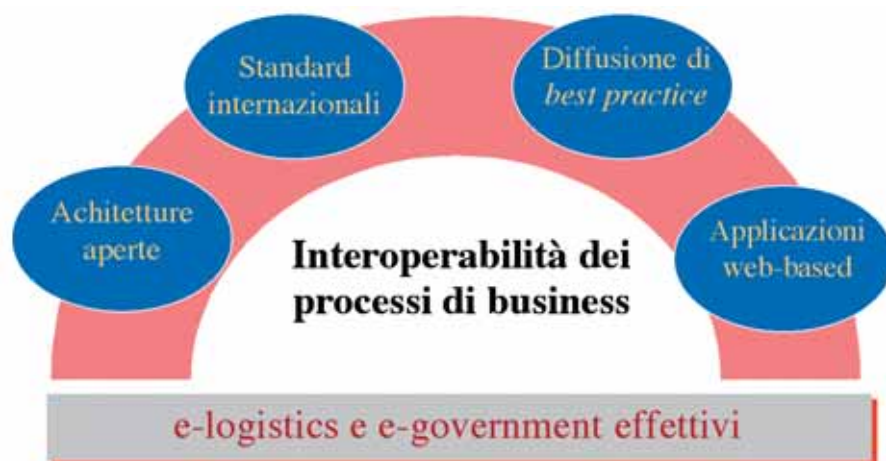 Standard
internazionali
Diffusione di
best practice
Achitetture
aperte
Applicazioni
web-based
Interoperabilità dei
processi di business
e-logistics e e-government effettivi